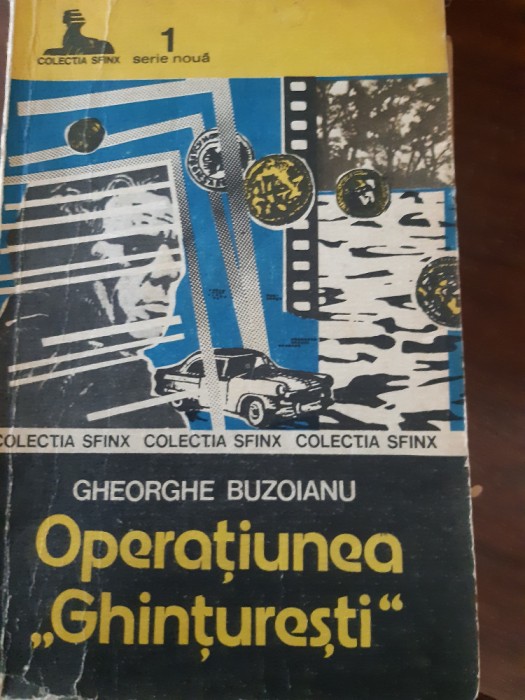 1
COLECTIA SFINX serie nouă
COLECTIA SFINX COLECTIA SFINX COLECTIA SFINX
GHEORGHE BUZOIANU
Operațiunea
„Ghințurești“